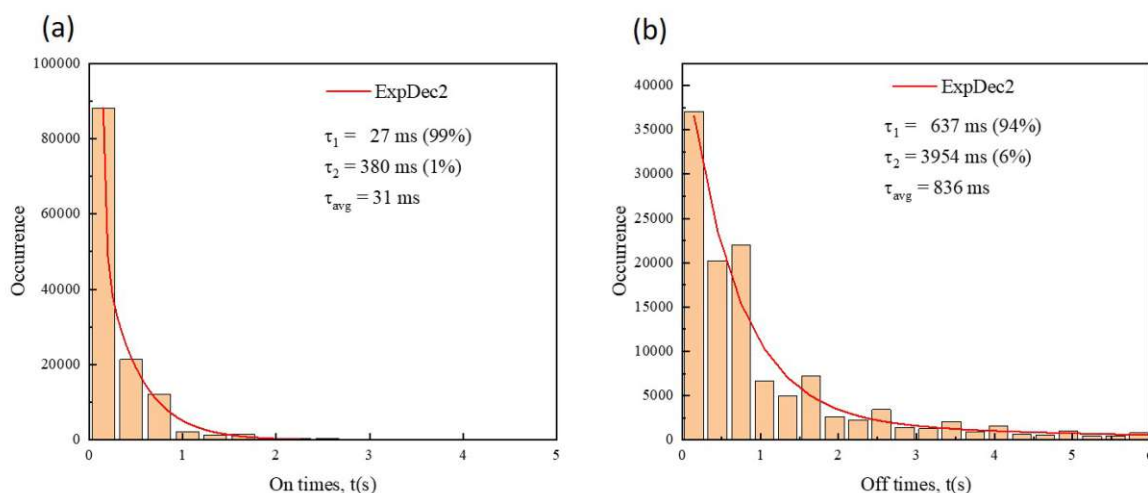 (a)
100000
80000
60000
40000
20000
0
Occurrence
ExpDec2
τ1 = 27 ms (99%)
τ2 = 380 ms (1%)
τavg = 31 ms
0 1 2 3 4 5
On times, t(s)
(b)
40000
35000
30000
25000
20000
15000
10000
5000
0
Occurrence
ExpDec2
τ1 = 637 ms (94%)
τ2 = 3954 ms (6%)
τavg = 836 ms
0 1 2 3 4 5 6
Off times, t(s)